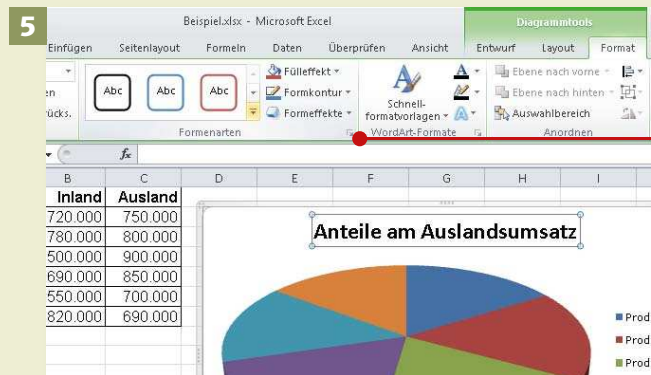 5
Beispiel.xlsx - Microsoft Excel
Diagrammtools
Einfügen Seitenlayout Formeln Daten Überprüfen Ansicht Entwurf Layout Format
en
rücks.
Abc Abc Abc
Fülleffekt
Formkontur
Formeffekte
Schnell-
formatvorlagen
Ebene nach vorne
Ebene nach hinten
Auswahlbereich
Formenarten WordArt-Formate Anordnen
fx
B C D E F G H I
Inland Ausland
720.000 750.000
780.000 800.000
500.000 900.000
690.000 850.000
550.000 700.000
820.000 690.000
Anteile am Auslandsumsatz
Prod
Prod
Prod